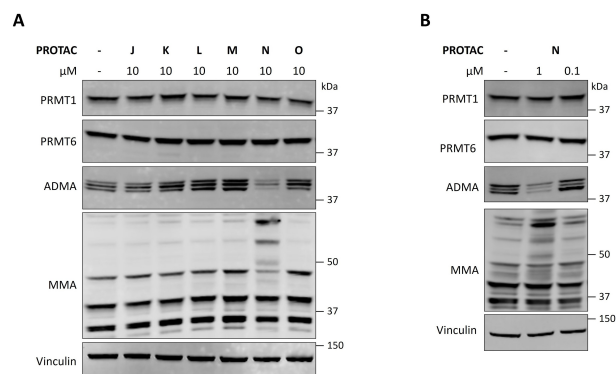 A
PROTAC - J K L M N O
μM - 10 10 10 10 10 10
kDa
PRMT1
37
PRMT6
37
ADMA
37
MMA
50
37
Vinculin
150
B
PROTAC - N
μM - 1 0.1
kDa
PRMT1
37
PRMT6
37
ADMA
37
MMA
50
37
Vinculin
150